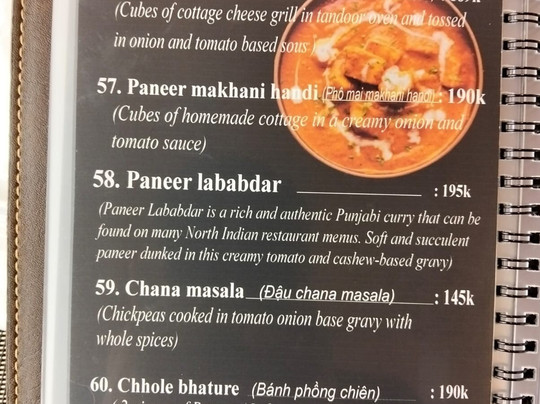 (Cubes of cottage cheese grill in tandoor oven and tossed
in onion and tomato based sous)
57. Paneer makhani handi (Phô mai makhani handi) : 190k
(Cubes of homemade cottage in a creamy onion and
tomato sauce)
58. Paneer lababdar : 195k
(Paneer Lababdar is a rich and authentic Punjabi curry that can be
found on many North Indian restaurant menus. Soft and succulent
paneer dunked in this creamy tomato and cashew-based gravy)
59. Chana masala (Đậu chana masala) : 145k
(Chickpeas cooked in tomato onion base gravy with
whole spices)
60. Chhole bhature (Bánh phồng chiên) : 190k